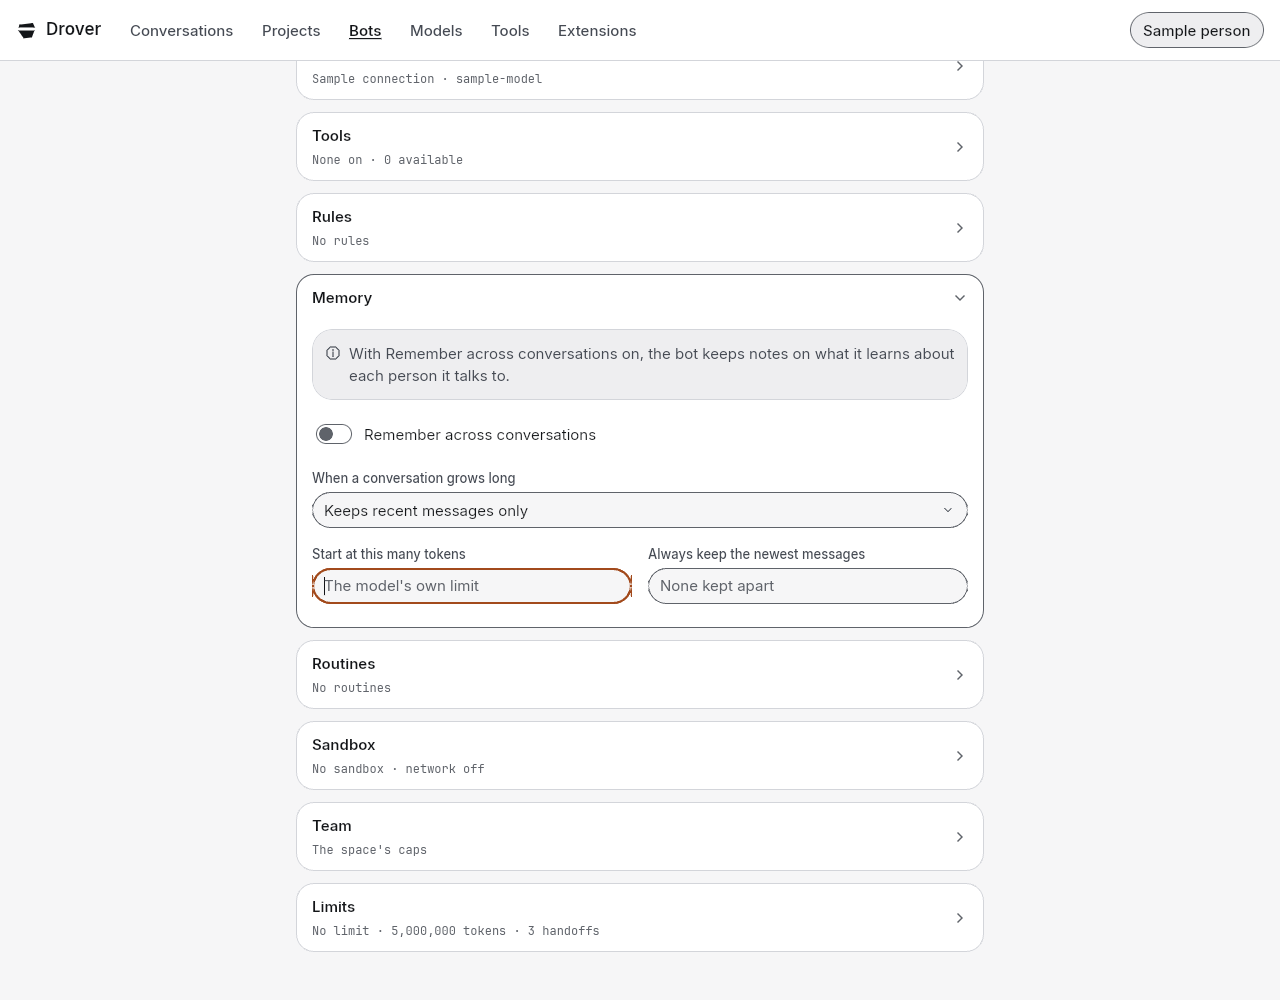 Drover
Conversations
Projects
Bots
Models
Tools
Extensions
Sample person
Sample connection · sample-model
Tools
None on · 0 available
Rules
No rules
Memory
With Remember across conversations on, the bot keeps notes on what it learns about
each person it talks to.
Remember across conversations
When a conversation grows long
Keeps recent messages only
Start at this many tokens
Always keep the newest messages
The model's own limit
None kept apart
Routines
No routines
Sandbox
No sandbox · network off
Team
The space's caps
Limits
No limit · 5,000,000 tokens · 3 handoffs